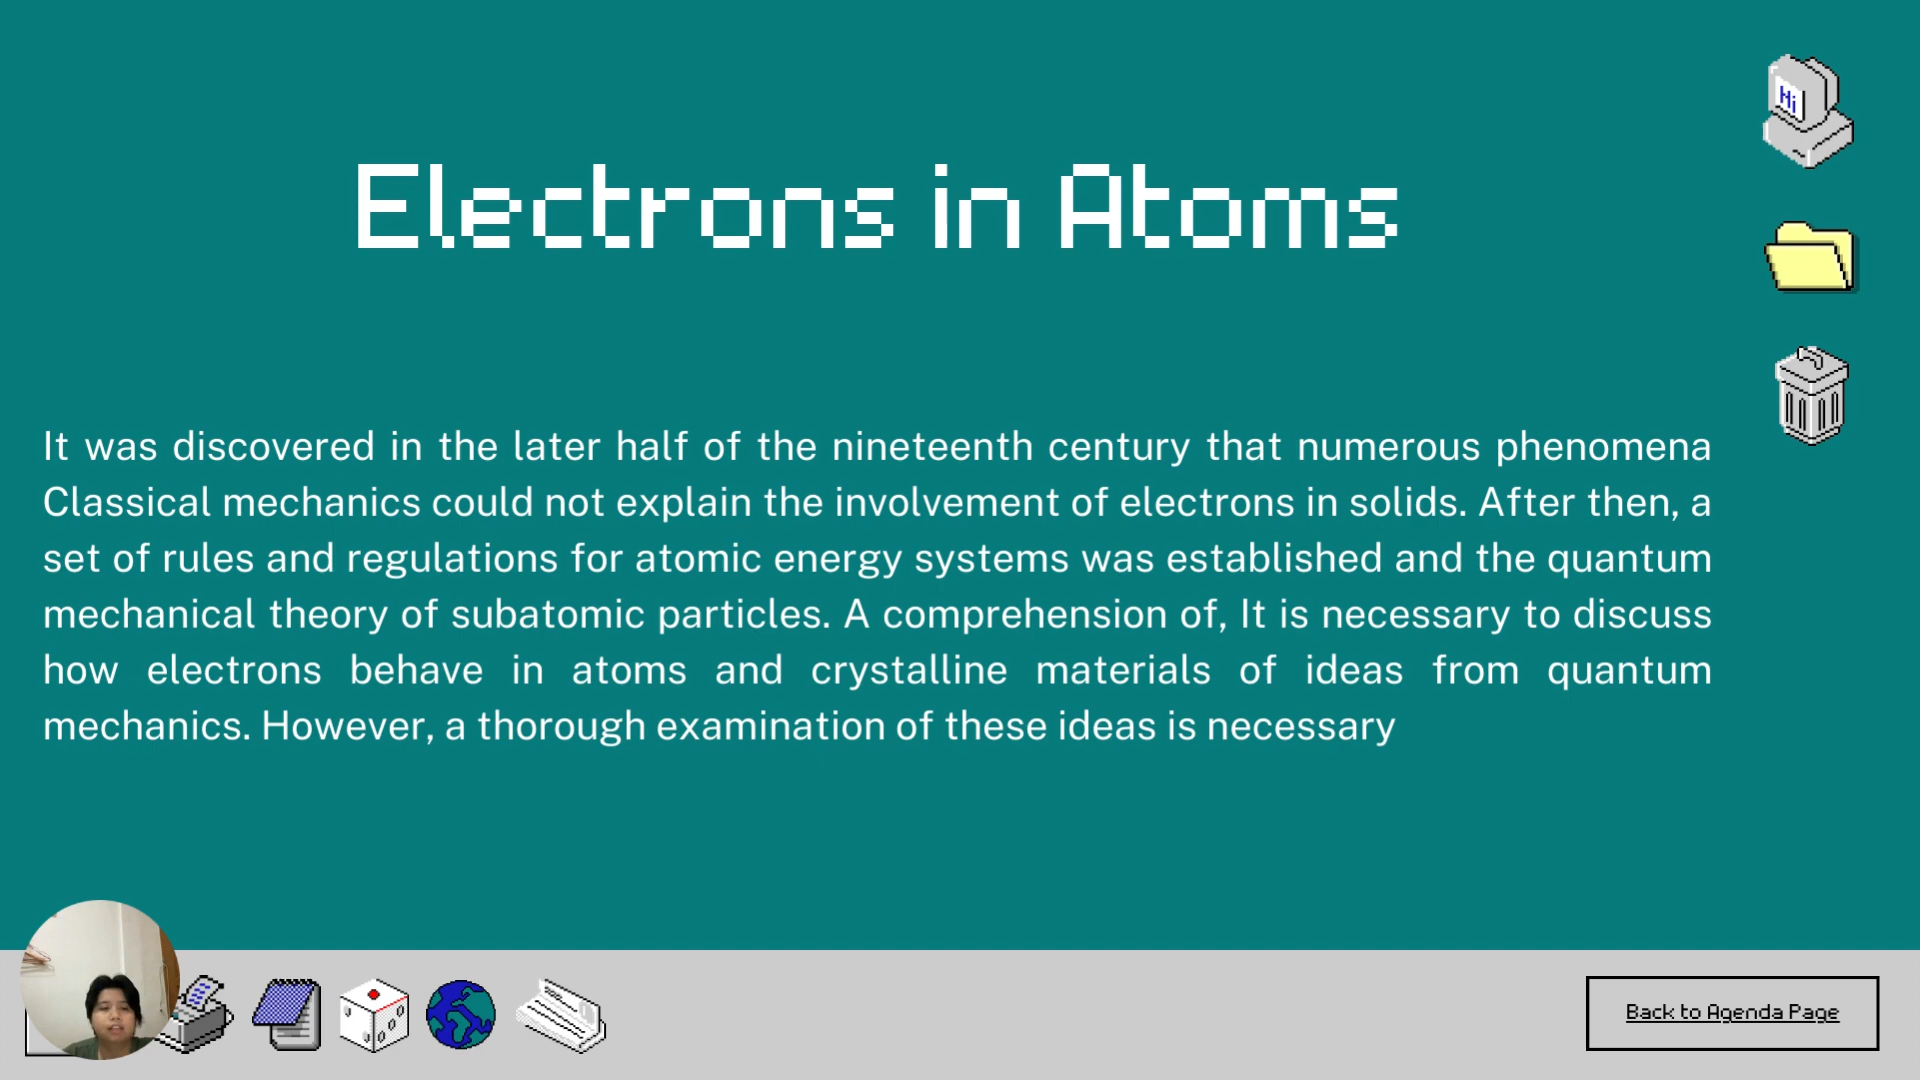 Hi
Electrons in Atoms
It was discovered in the later half of the nineteenth century that numerous phenomena
Classical mechanics could not explain the involvement of electrons in solids. After then, a
set of rules and regulations for atomic energy systems was established and the quantum
mechanical theory of subatomic particles. A comprehension of, It is necessary to discuss
how electrons behave in atoms and crystalline materials of ideas from quantum
mechanics. However, a thorough examination of these ideas is necessary
Back to Agenda Page